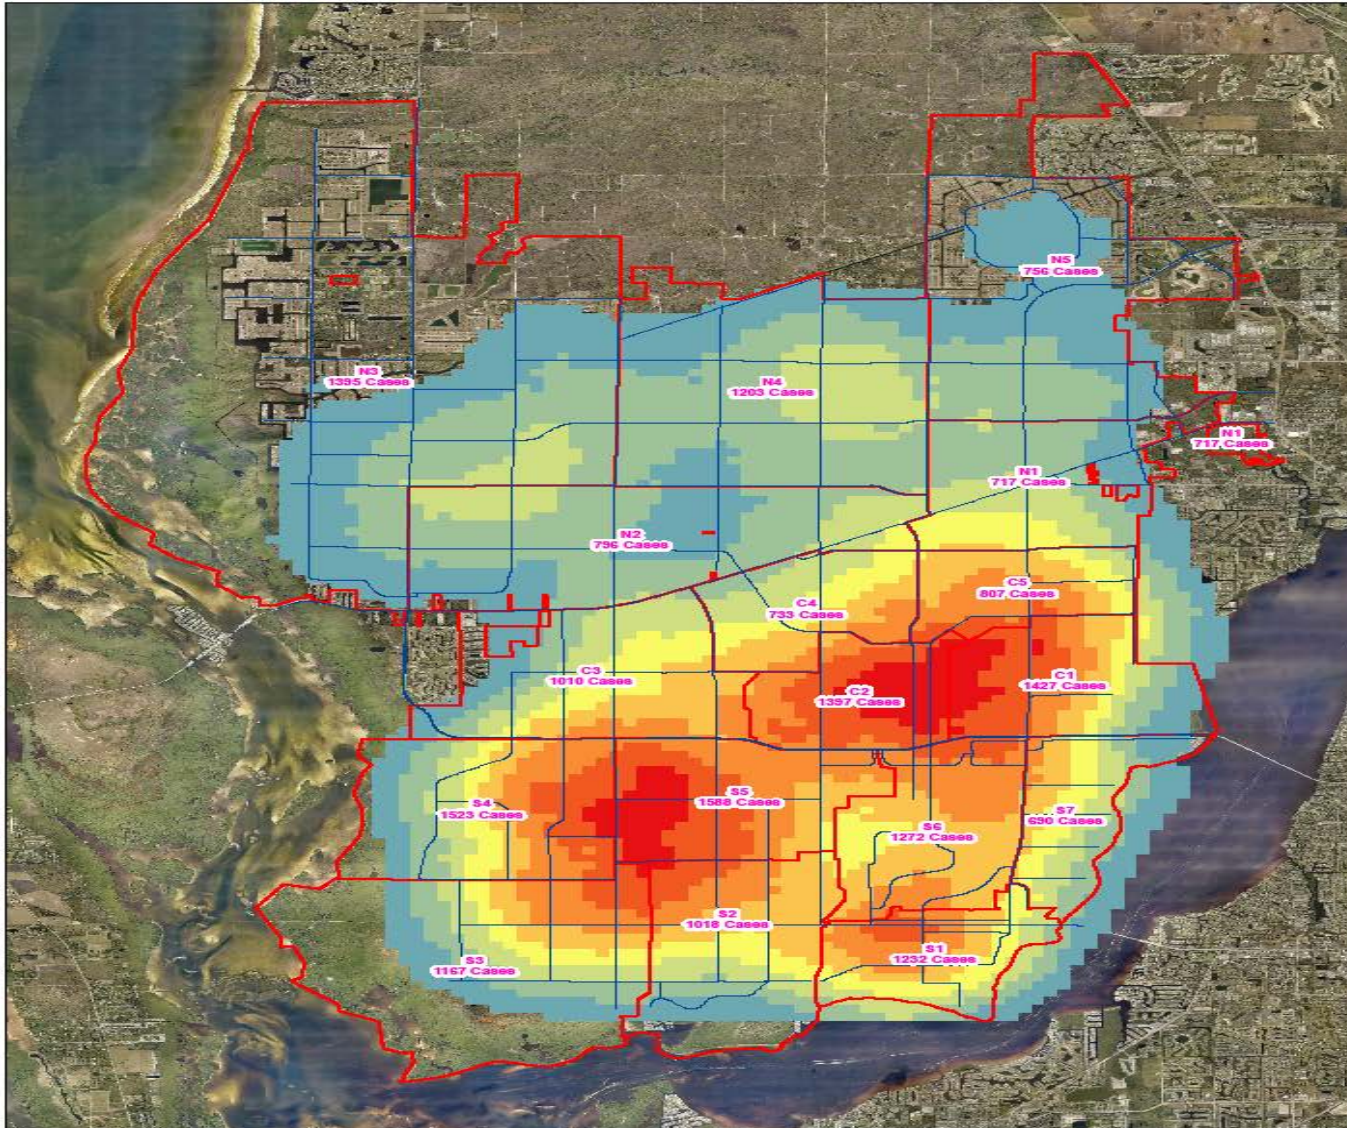 N5
756 Cases
N3
1395 Cases
N4
1203 Cases
N1
717 Cases
N1
717 Cases
N2
796 Cases
C5
807 Cases
C4
733 Cases
C3
1010 Cases
C1
1427 Cases
C2
1397 Cases
S5
1588 Cases
S4
1523 Cases
S7
690 Cases
S6
1272 Cases
S2
1018 Cases
S1
1232 Cases
S3
1167 Cases